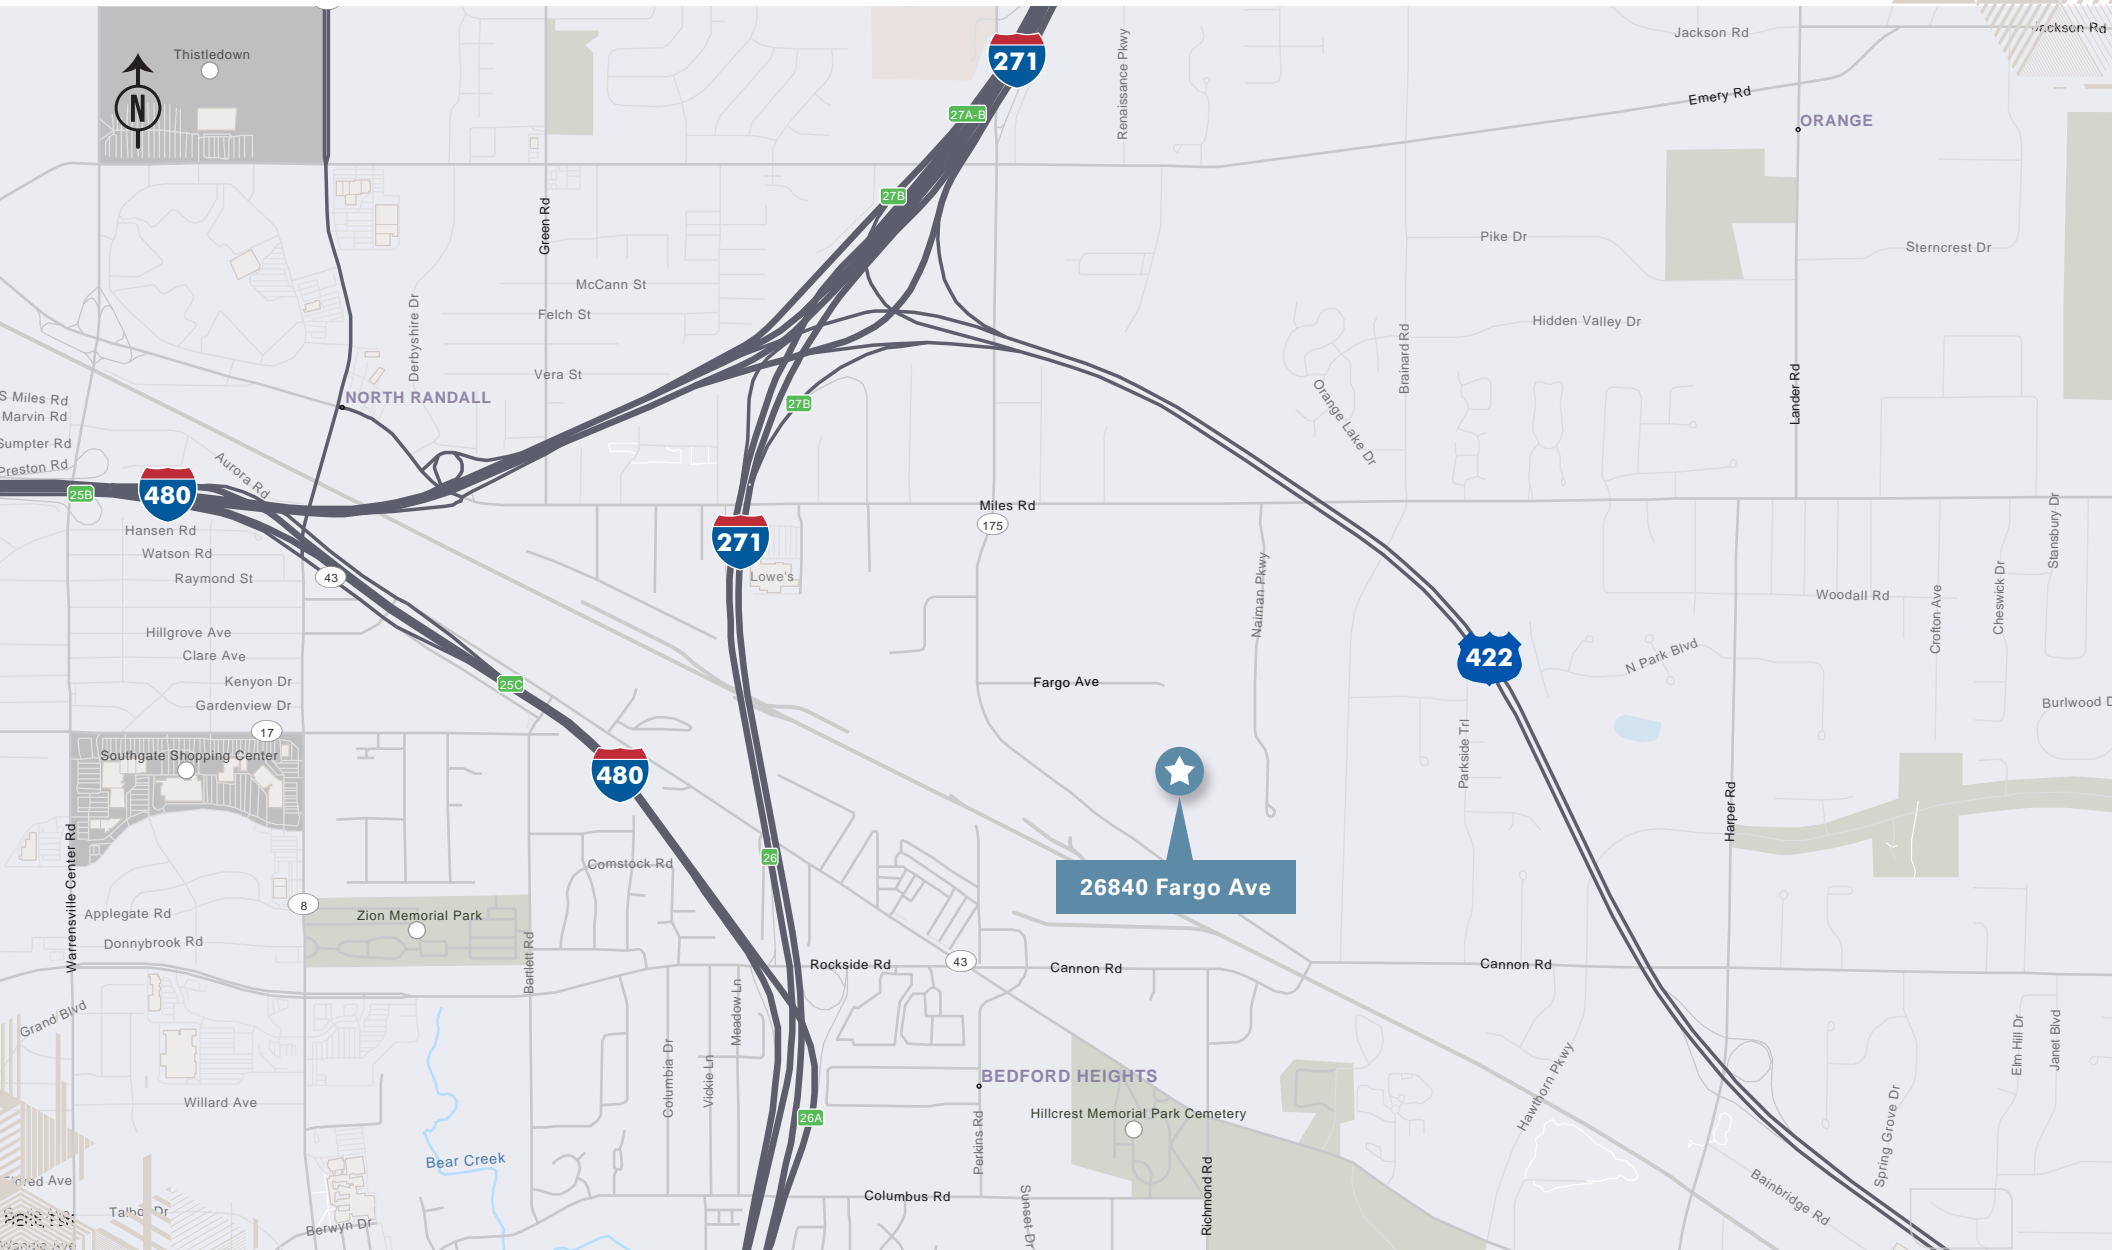 Jackson Rd
Jackson Rd
Thistledown
271
Renaissance Pkwy
Emery Rd
N
27A-B
ORANGE
27B
Green Rd
Pike Dr
Sterncrest Dr
McCann St
Felch St
Hidden Valley Dr
Derbyshire Dr
Brainard Rd
Vera St
Lander Rd
Orange Lake Dr
S Miles Rd
NORTH RANDALL
27B
Marvin Rd
Sumpter Rd
Preston Rd
Aurora Rd
25B
480
Miles Rd
175
Hansen Rd
271
Stansbury Dr
Watson Rd
Raymond St
43
Lowe's
Naiman Pkwy
Woodall Rd
Crofton Ave
Cheswick Dr
Hillgrove Ave
Clare Ave
422
N Park Blvd
Kenyon Dr
25C
Fargo Ave
Gardenview Dr
Burlwood D
17
Southgate Shopping Center
480
Parkside Trl
Harper Rd
Warrensville Center Rd
26
Comstock Rd
26840 Fargo Ave
8
Applegate Rd
Zion Memorial Park
Donnybrook Rd
Bartlett Rd
Rockside Rd
43
Cannon Rd
Cannon Rd
Grand Blvd
Meadow Ln
Columbia Dr
Vickie Ln
Elm Hill Dr
Janet Blvd
BEDFORD HEIGHTS
Hawthorn Pkwy
Willard Ave
26A
Hillcrest Memorial Park Cemetery
Perkins Rd
Spring Grove Dr
Bear Creek
Richmond Rd
Bainbridge Rd
Columbus Rd
Sunset Dr
Talbot Dr
Berwyn Dr